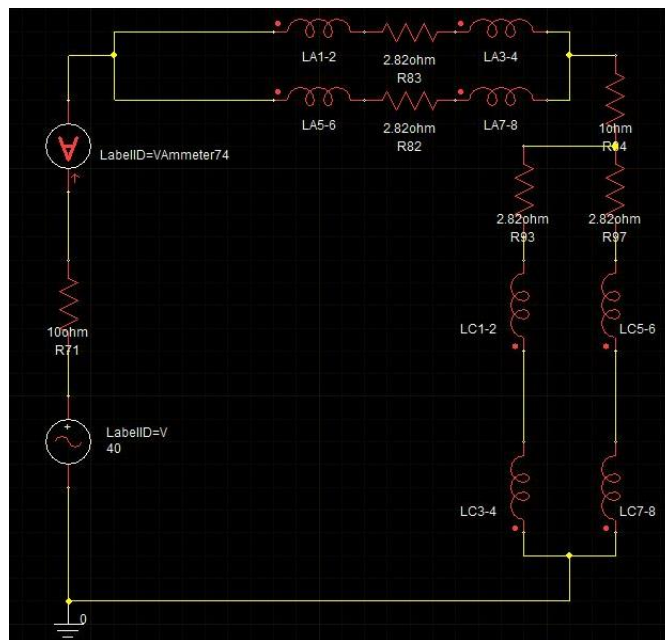 LA1-2
2.82ohm
R83
LA3-4
LA5-6
2.82ohm
R82
LA7-8
1ohm
LabelID=VAmmeter74
A
2.82ohm
R93
2.82ohm
R97
10ohm
R71
LC1-2
LC5-6
LabelID=V
40
LC3-4
LC7-8
0